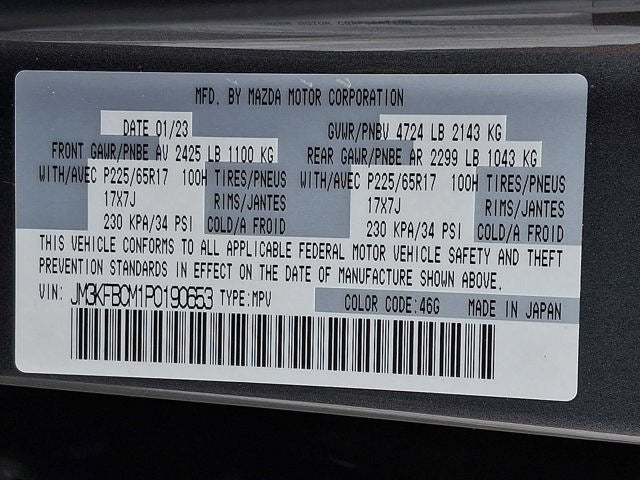 MFD. BY MAZDA MOTOR CORPORATION
DATE 01/23 GVWR/PNBV 4724 LB 2143 KG
FRONT GAWR/PNBE AV 2425 LB 1100 KG REAR GAWR/PNBE AR 2299 LB 1043 KG
WITH/AVEC P225/65R17 100H TIRES/PNEUS WITH/AVEC P225/65R17 100H TIRES/PNEUS
17X7J RIMS/JANTES 17X7J RIMS/JANTES
230 KPA/34 PSI COLD/A FROID 230 KPA/34 PSI COLD/A FROID
THIS VEHICLE CONFORMS TO ALL APPLICABLE FEDERAL MOTOR VEHICLE SAFETY AND THEFT
PREVENTION STANDARDS IN EFFECT ON THE DATE OF MANUFACTURE SHOWN ABOVE.
VIN: JM3KFBCM1P0190653 TYPE:MPV COLOR CODE:46G MADE IN JAPAN